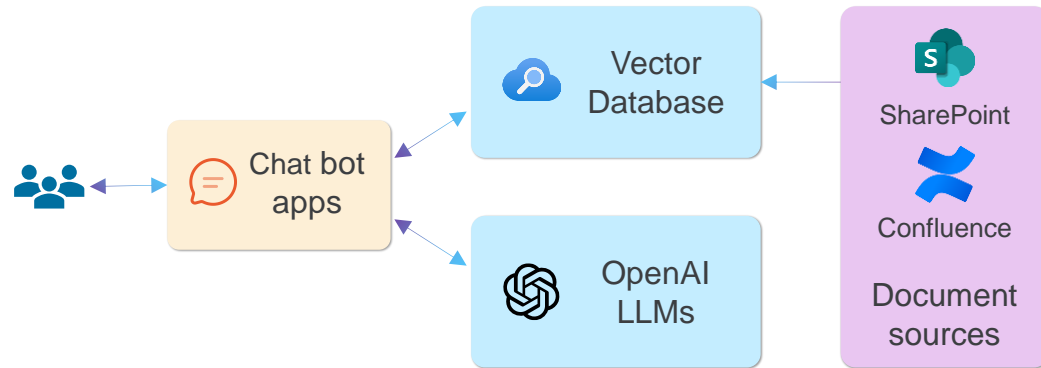 Chat bot
apps
Vector
Database
OpenAI
LLMs
S
SharePoint
Confluence
Document
sources